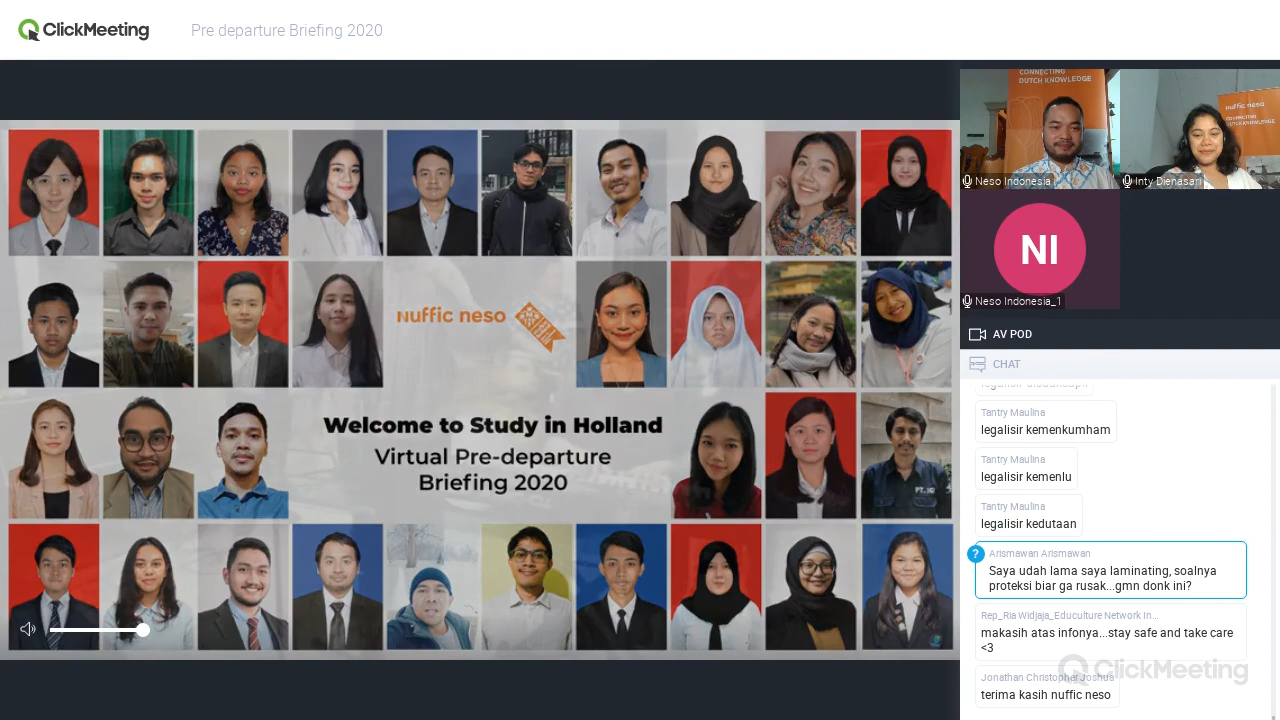 ClickMeeting
Pre departure Briefing 2020
nuffic neso
Welcome to Study in Holland
Virtual Pre-departure
Briefing 2020
PT. 
CONNECTING
DUTCH KNOWLEDGE
Neso Indonesia
nuffic neso
CONNECTING
DUTCH KNOWLEDGE
Inty Dienasari
NI
Neso Indonesia_1
AV POD
CHAT
Tantry Maulina
legalisir kemenkumham
Tantry Maulina
legalisir kemenlu
Tantry Maulina
legalisir kedutaan
?
Arismawan Arismawan
Saya udah lama saya laminating, soalnya
proteksi biar ga rusak...gmn donk ini?
Rep_Ria Widjaja_Educulture Network In...
makasih atas infonya...stay safe and take care
<3
Jonathan Christopher Joshua
terima kasih nuffic neso
ClickMeeting